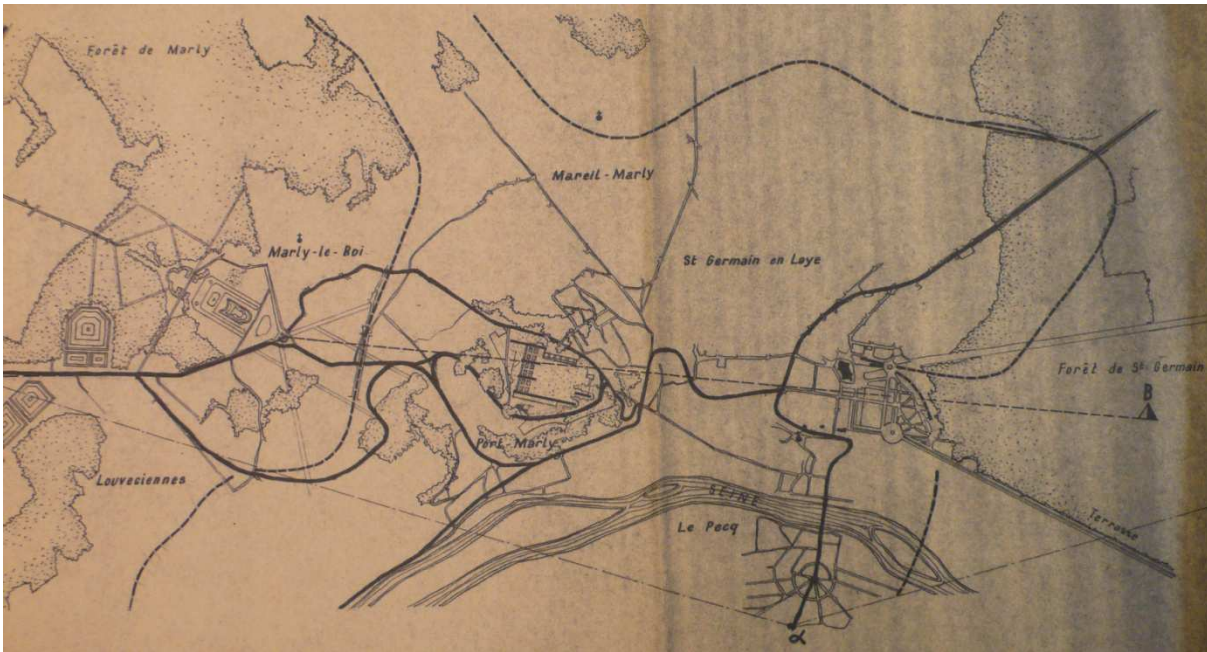 Forêt de Marly
Mareil-Marly
Marly-le-Roi
St Germain en Laye
Forêt de St Germain
B
Port-Marly
Louveciennes
SEINE
Le Pecq
Terrasse
α